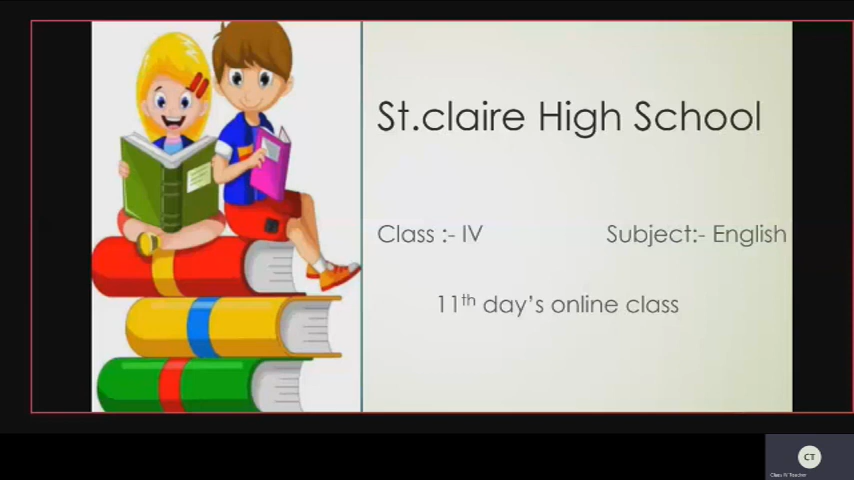 St.claire High School
Class :- IV Subject:- English
11th day's online class
CT
Class IV Teacher